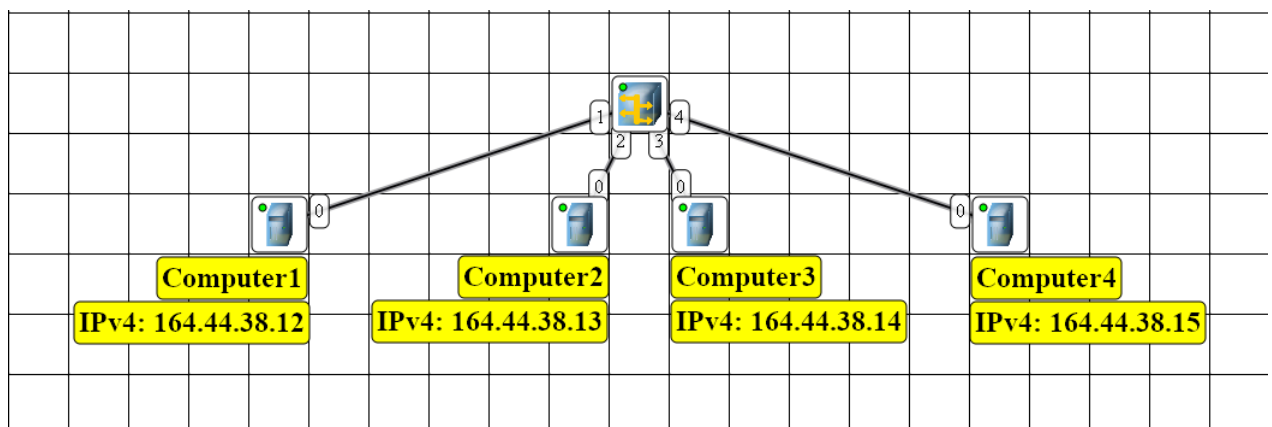 1 4
2 3
0 0 0 0
Computer1 Computer2 Computer3 Computer4
IPv4: 164.44.38.12 IPv4: 164.44.38.13 IPv4: 164.44.38.14 IPv4: 164.44.38.15